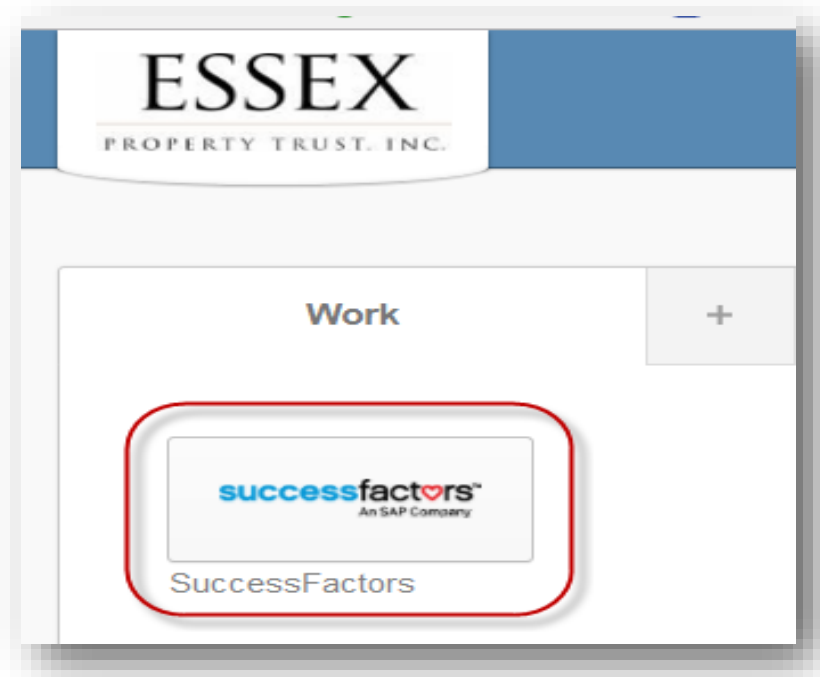 ESSEX
PROPERTY TRUST. INC.
Work +
successfactors™
An SAP Company
SuccessFactors